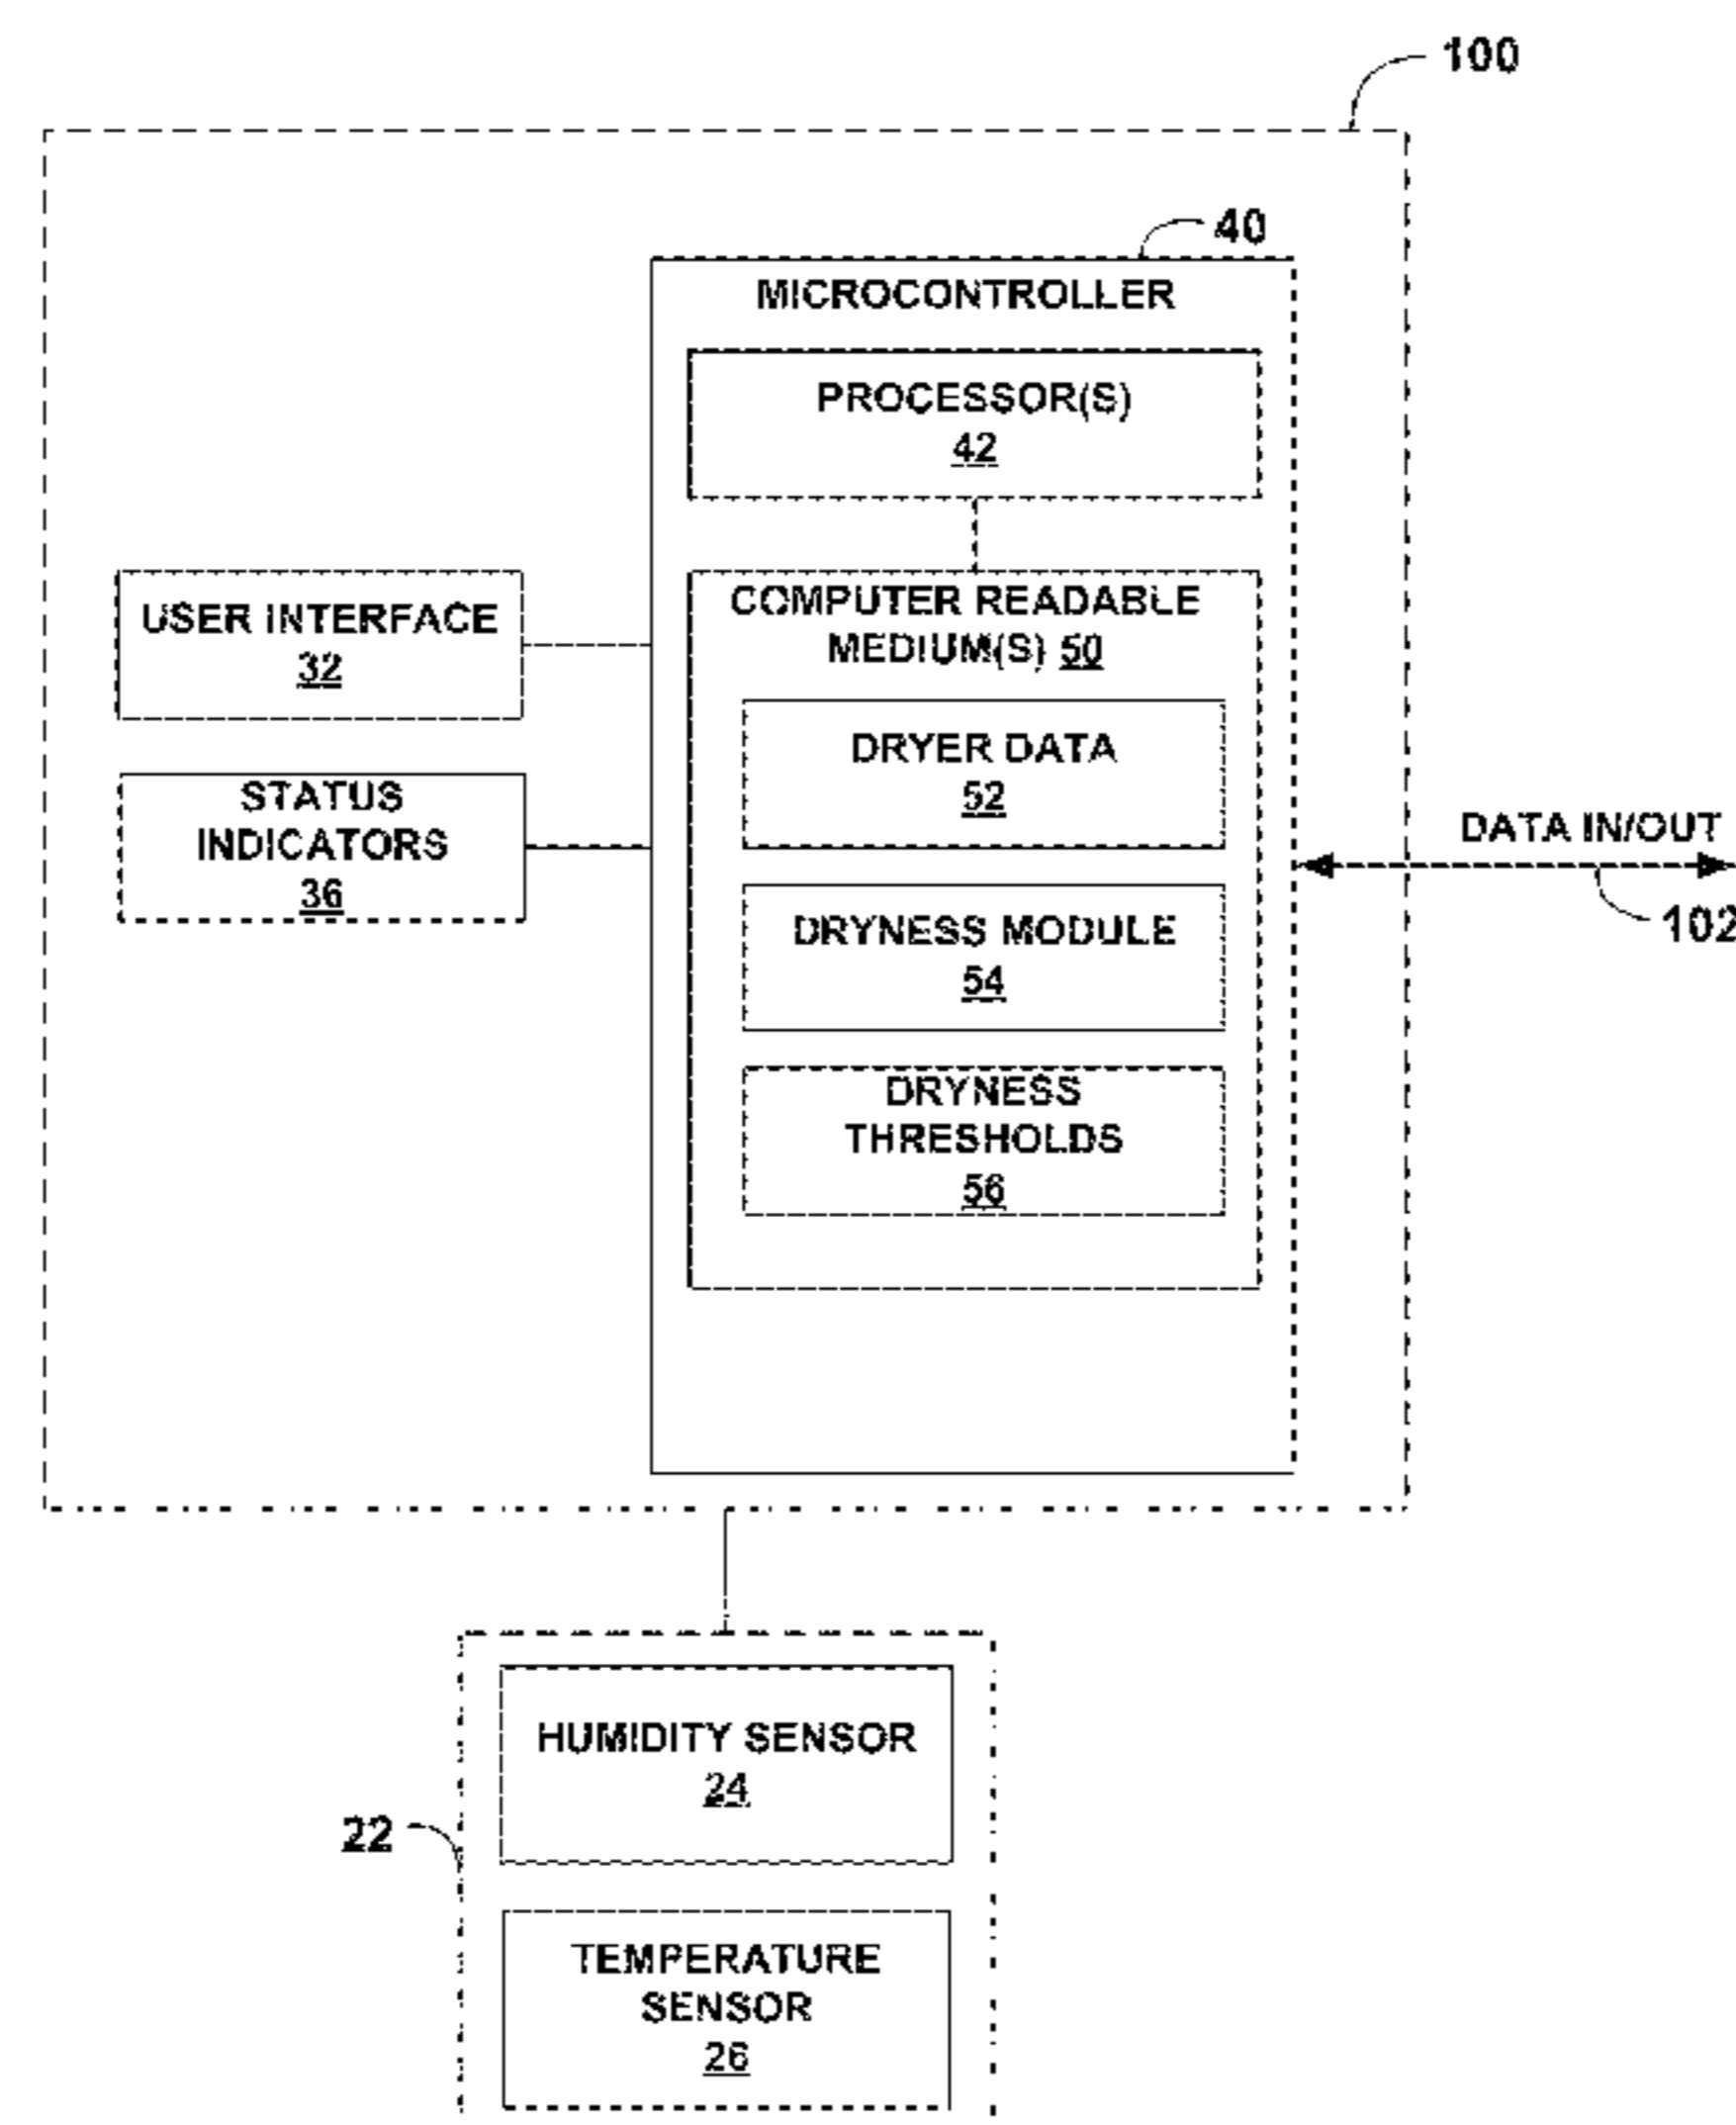 100
40
MICROCONTROLLER
PROCESSOR(S)
42
COMPUTER READABLE
MEDIUM(S) 50
USER INTERFACE
32
DRYER DATA
52
STATUS
INDICATORS
36
DATA IN/OUT
102
DRYNESS MODULE
54
DRYNESS
THRESHOLDS
56
HUMIDITY SENSOR
24
22
TEMPERATURE
SENSOR
26